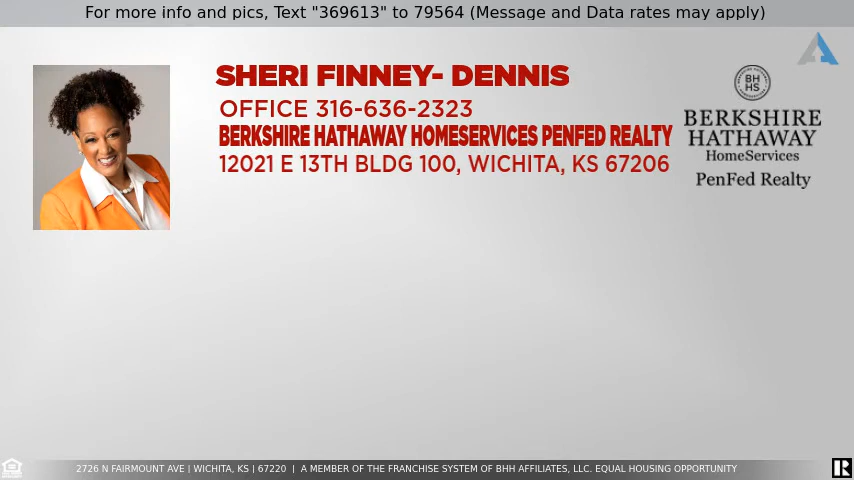 For more info and pics, Text "369613" to 79564 (Message and Data rates may apply)
SHERI FINNEY- DENNIS
OFFICE 316-636-2323
BERKSHIRE HATHAWAY HOMESERVICES PENFED REALTY
12021 E 13TH BLDG 100, WICHITA, KS 67206
BH
HS
BERKSHIRE
HATHAWAY
HomeServices
PenFed Realty
2726 N FAIRMOUNT AVE | WICHITA, KS | 67220 | A MEMBER OF THE FRANCHISE SYSTEM OF BHH AFFILIATES, LLC. EQUAL HOUSING OPPORTUNITY